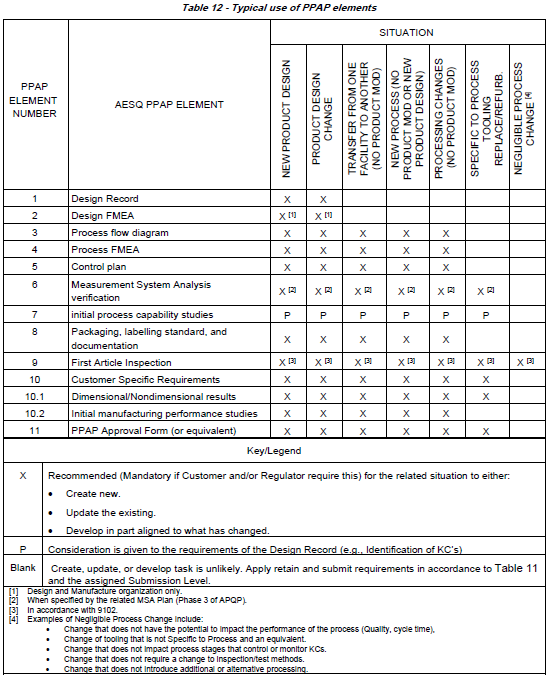 Table 12 - Typical use of PPAP elements
PPAP
ELEMENT
NUMBER
AESQ PPAP ELEMENT
SITUATION
NEW PRODUCT DESIGN
PRODUCT DESIGN
CHANGE
TRANSFER FROM ONE
FACILITY TO ANOTHER
(NO PRODUCT MOD)
NEW PROCESS (NO
PRODUCT MOD OR NEW
PRODUCT DESIGN)
PROCESSING CHANGES
(NO PRODUCT MOD)
SPECIFIC TO PROCESS
TOOLING
REPLACE/REFURB.
NEGLIGIBLE PROCESS
CHANGE [4]
1 Design Record X X
2 Design FMEA X [1] X [1]
3 Process flow diagram X X X X X
4 Process FMEA X X X X X
5 Control plan X X X X X
6 Measurement System Analysis
verification X [2] X [2] X [2] X [2] X [2] X [2]
7 initial process capability studies P P P P P P
8 Packaging, labelling standard, and
documentation X X X X X
9 First Article Inspection X [3] X [3] X [3] X [3] X [3] X [3] X [3]
10 Customer Specific Requirements X X X X X X
10.1 Dimensional/Nondimensional results X X X X X X
10.2 Initial manufacturing performance studies X X X X X
11 PPAP Approval Form (or equivalent) X X X X X X
Key/Legend
X Recommended (Mandatory if Customer and/or Regulator require this) for the related situation to either:
• Create new.
• Update the existing.
• Develop in part aligned to what has changed.
P Consideration is given to the requirements of the Design Record (e.g., Identification of KC's)
Blank Create, update, or develop task is unlikely. Apply retain and submit requirements in accordance to Table 11
and the assigned Submission Level.
[1] Design and Manufacture organization only.
[2] When specified by the related MSA Plan (Phase 3 of APQP).
[3] In accordance with 9102.
[4] Examples of Negligible Process Change include:
• Change that does not have the potential to impact the performance of the process (Quality, cycle time),
• Change of tooling that is not Specific to Process and an equivalent.
• Change that does not impact process stages that control or monitor KCs.
• Change that does not require a change to inspection/test methods.
• Change that does not introduce additional or alternative processing.